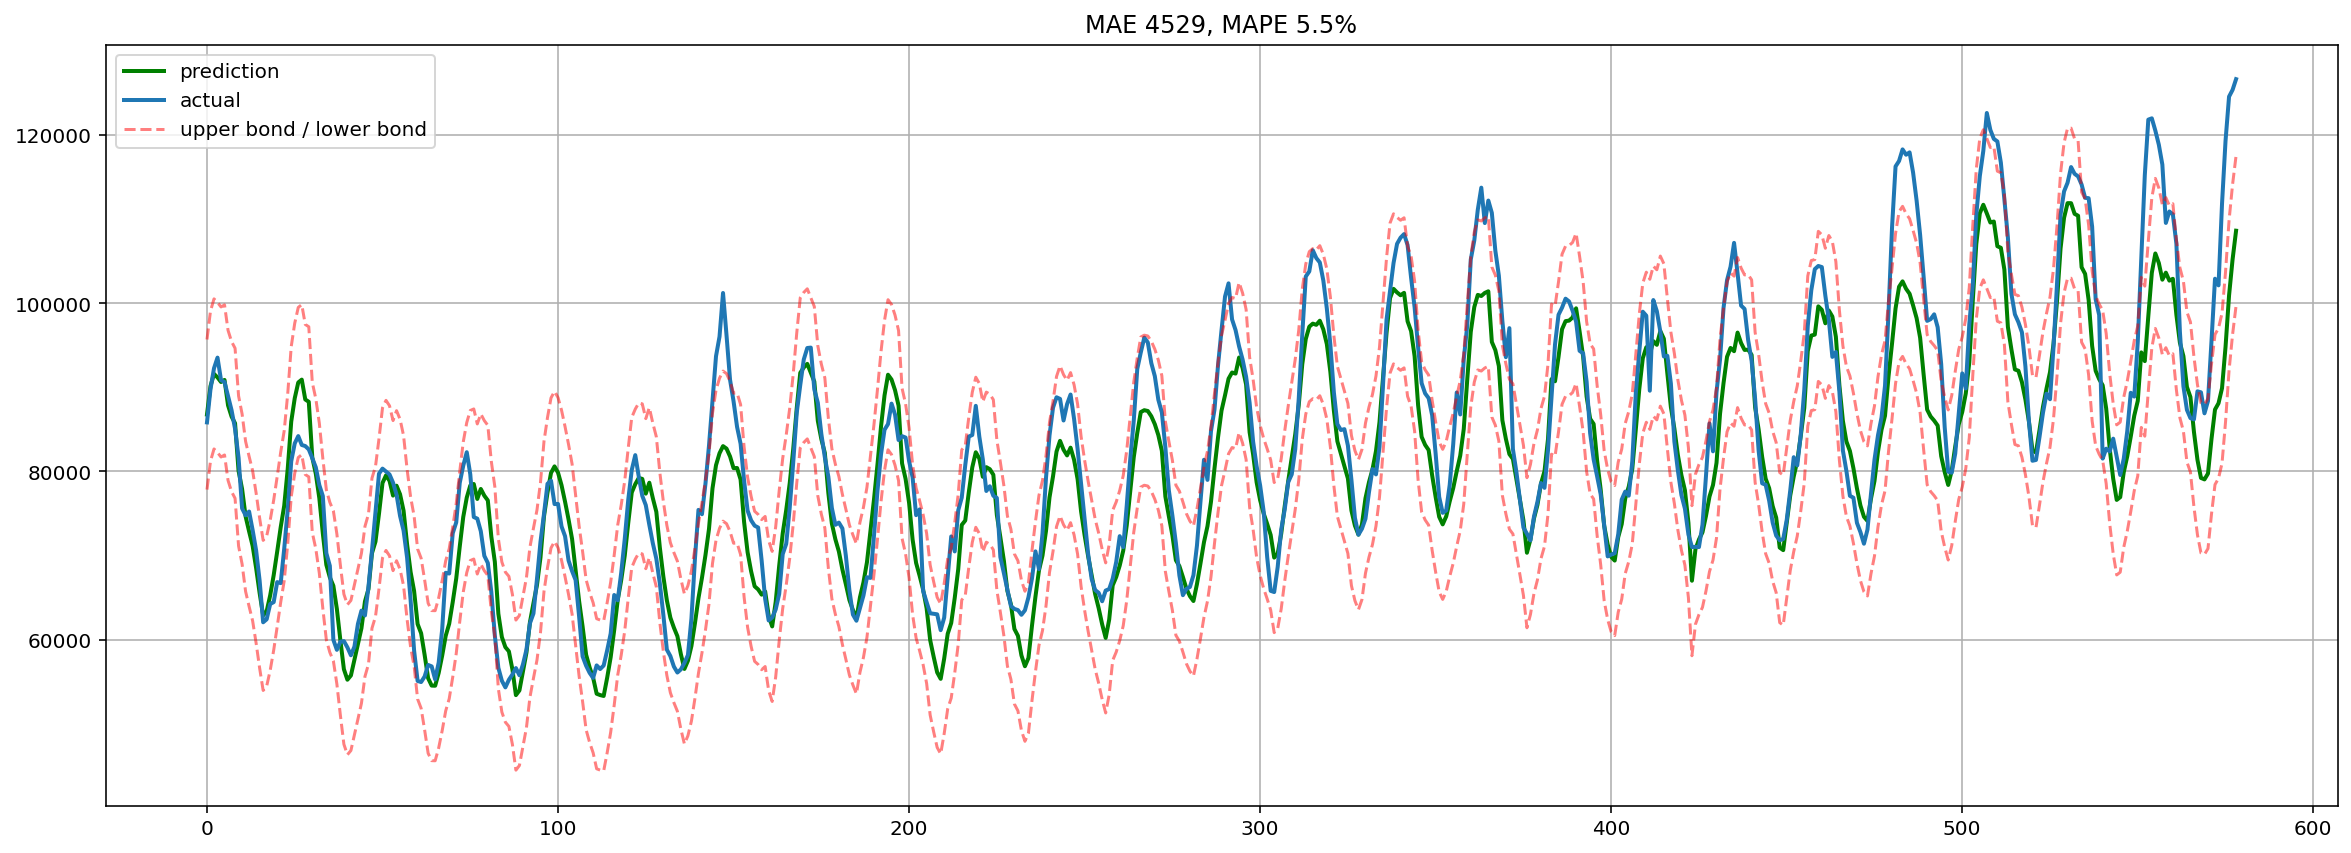 MAE 4529, MAPE 5.5%
prediction
actual
upper bond / lower bond
120000
100000
80000
60000
0 100 200 300 400 500 600